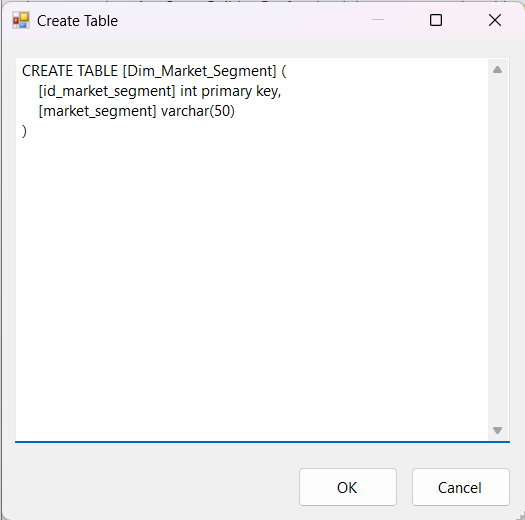 Create Table
CREATE TABLE [Dim_Market_Segment] (
    [id_market_segment] int primary key,
    [market_segment] varchar(50)
)
OK
Cancel